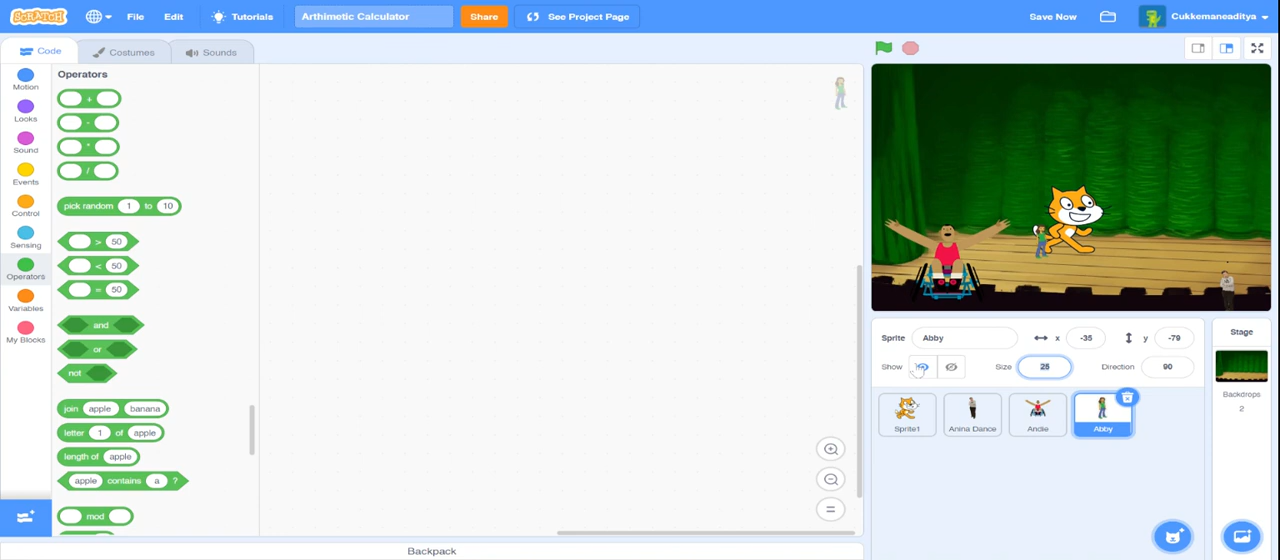 SCRATCH File Edit Tutorials Arthimetic Calculator Share See Project Page Save Now Cukkemaneaditya
Code Costumes Sounds
Motion
Looks
Sound
Events
Control
Sensing
Operators
Variables
My Blocks
Operators
+
-
*
/
pick random 1 to 10
> 50
< 50
= 50
and
or
not
join apple banana
letter 1 of apple
length of apple
apple contains a ?
mod
Sprite Abby x -35 y -79
Show Size 25 Direction 90
Sprite1 Anina Dance Andie Abby
Stage
Backdrops
2
Backpack